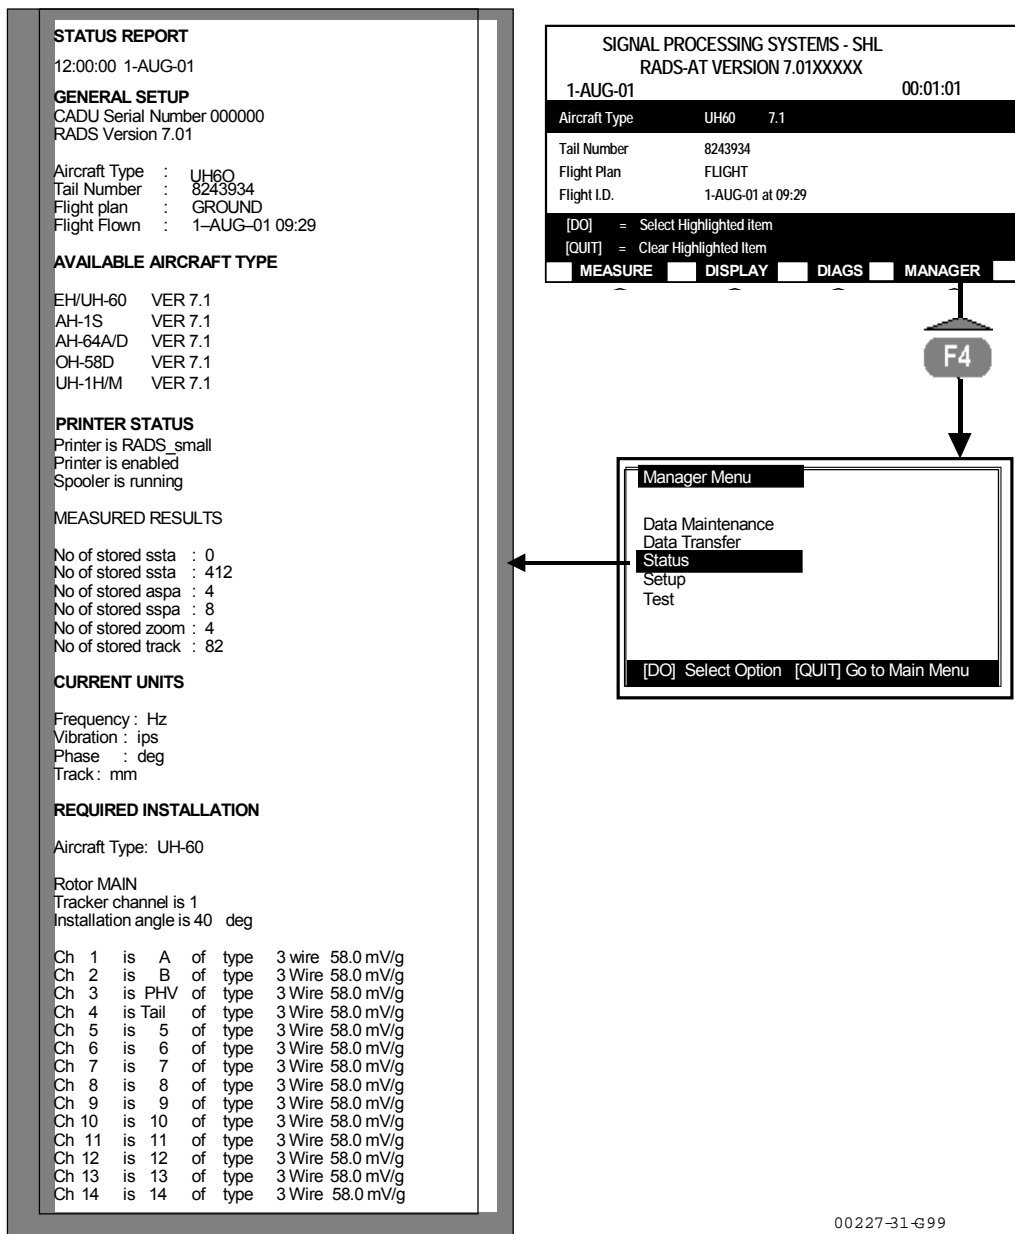 STATUS REPORT
12:00:00 1-AUG-01
GENERAL SETUP
CADU Serial Number 000000
RADS Version 7.01
Aircraft Type : UH6O
Tail Number : 8243934
Flight plan : GROUND
Flight Flown : 1–AUG–01 09:29
AVAILABLE AIRCRAFT TYPE
EH/UH-60 VER 7.1
AH-1S VER 7.1
AH-64A/D VER 7.1
OH-58D VER 7.1
UH-1H/M VER 7.1
PRINTER STATUS
Printer is RADS_small
Printer is enabled
Spooler is running
MEASURED RESULTS
No of stored ssta : 0
No of stored ssta : 412
No of stored aspa : 4
No of stored sspa : 8
No of stored zoom : 4
No of stored track : 82
CURRENT UNITS
Frequency : Hz
Vibration : ips
Phase : deg
Track : mm
REQUIRED INSTALLATION
Aircraft Type: UH-60
Rotor MAIN
Tracker channel is 1
Installation angle is 40 deg
Ch 1 is A of type 3 wire 58.0 mV/g
Ch 2 is B of type 3 Wire 58.0 mV/g
Ch 3 is PHV of type 3 Wire 58.0 mV/g
Ch 4 is Tail of type 3 Wire 58.0 mV/g
Ch 5 is 5 of type 3 Wire 58.0 mV/g
Ch 6 is 6 of type 3 Wire 58.0 mV/g
Ch 7 is 7 of type 3 Wire 58.0 mV/g
Ch 8 is 8 of type 3 Wire 58.0 mV/g
Ch 9 is 9 of type 3 Wire 58.0 mV/g
Ch 10 is 10 of type 3 Wire 58.0 mV/g
Ch 11 is 11 of type 3 Wire 58.0 mV/g
Ch 12 is 12 of type 3 Wire 58.0 mV/g
Ch 13 is 13 of type 3 Wire 58.0 mV/g
Ch 14 is 14 of type 3 Wire 58.0 mV/g
SIGNAL PROCESSING SYSTEMS - SHL
RADS-AT VERSION 7.01XXXXX
1-AUG-01 00:01:01
Aircraft Type UH60 7.1
Tail Number 8243934
Flight Plan FLIGHT
Flight I.D. 1-AUG-01 at 09:29
[DO] = Select Highlighted item
[QUIT] = Clear Highlighted Item
MEASURE DISPLAY DIAGS MANAGER
F4
Manager Menu
Data Maintenance
Data Transfer
Status
Setup
Test
[DO] Select Option [QUIT] Go to Main Menu
00227-31-G99